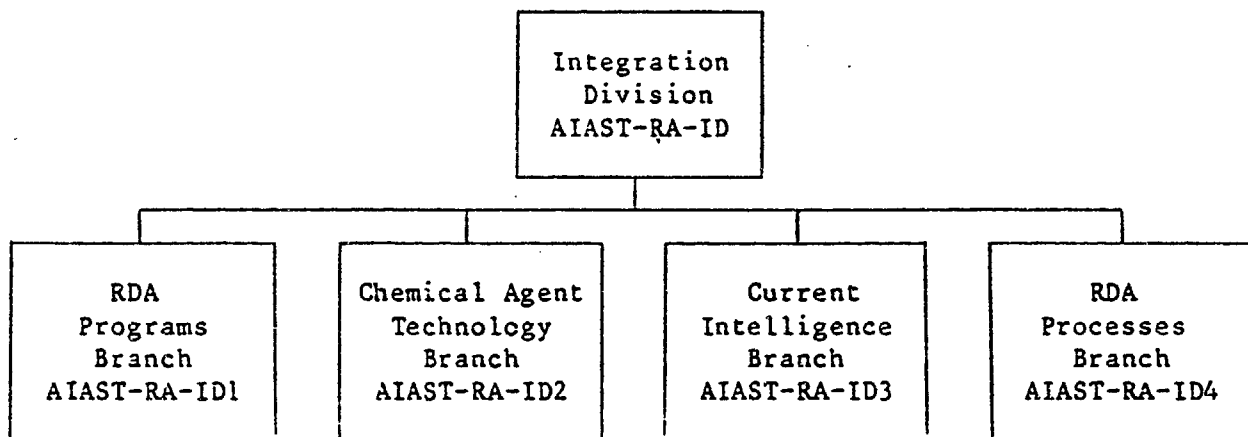 Integration
Division
AIAST-RA-ID
RDA
Programs
Branch
AIAST-RA-ID1
Chemical Agent
Technology
Branch
AIAST-RA-ID2
Current
Intelligence
Branch
AIAST-RA-ID3
RDA
Processes
Branch
AIAST-RA-ID4